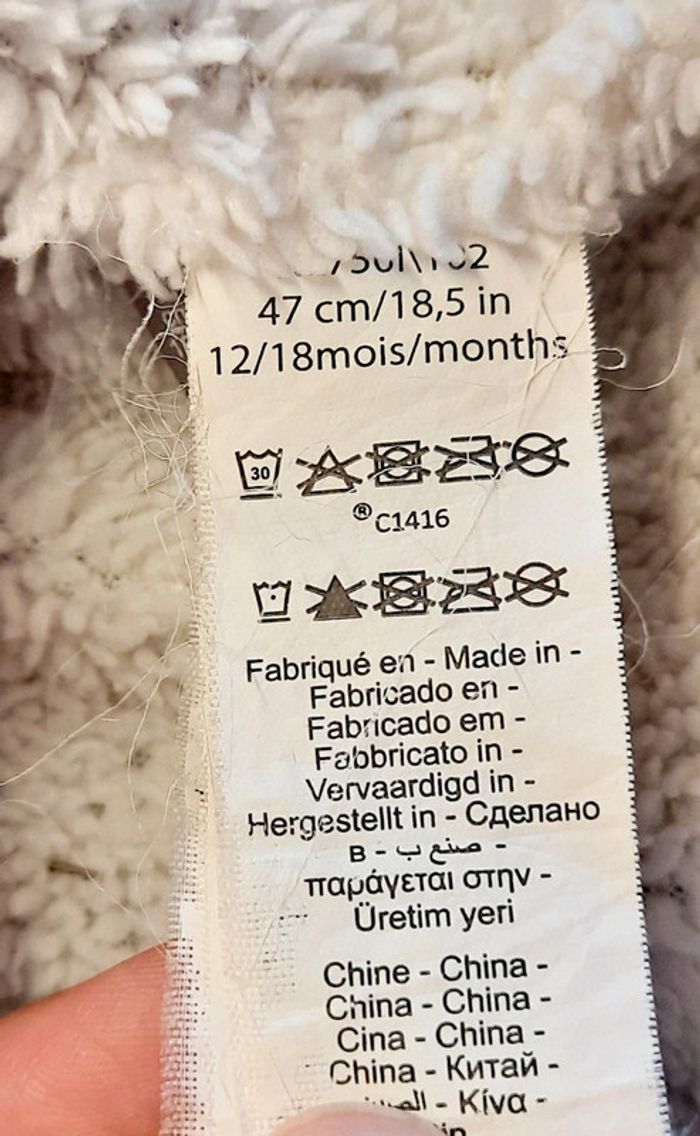 47 cm/18,5 in
12/18mois/months
30
® C1416
Fabriqué en - Made in -
Fabricado en -
Fabricado em -
Fabbricato in -
Vervaardigd in -
Hergestellt in - Сделано
в - صنع ب -
παράγεται στην -
Üretim yeri
Chine - China -
China - China -
Cina - China -
China - Китай -
- Κίνα -